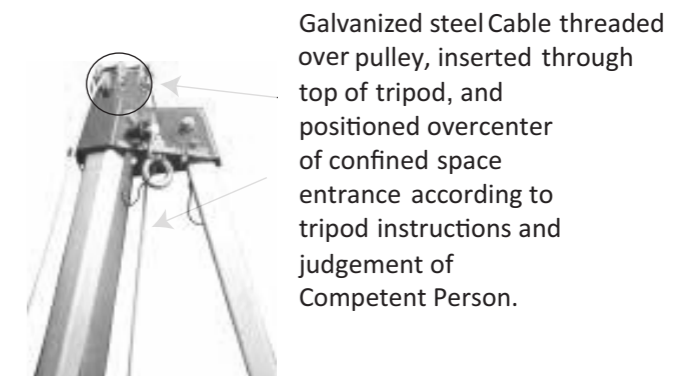 Galvanized steel Cable threaded
over pulley, inserted through
top of tripod, and
positioned overcenter
of confined space
entrance according to
tripod instructions and
judgement of
Competent Person.